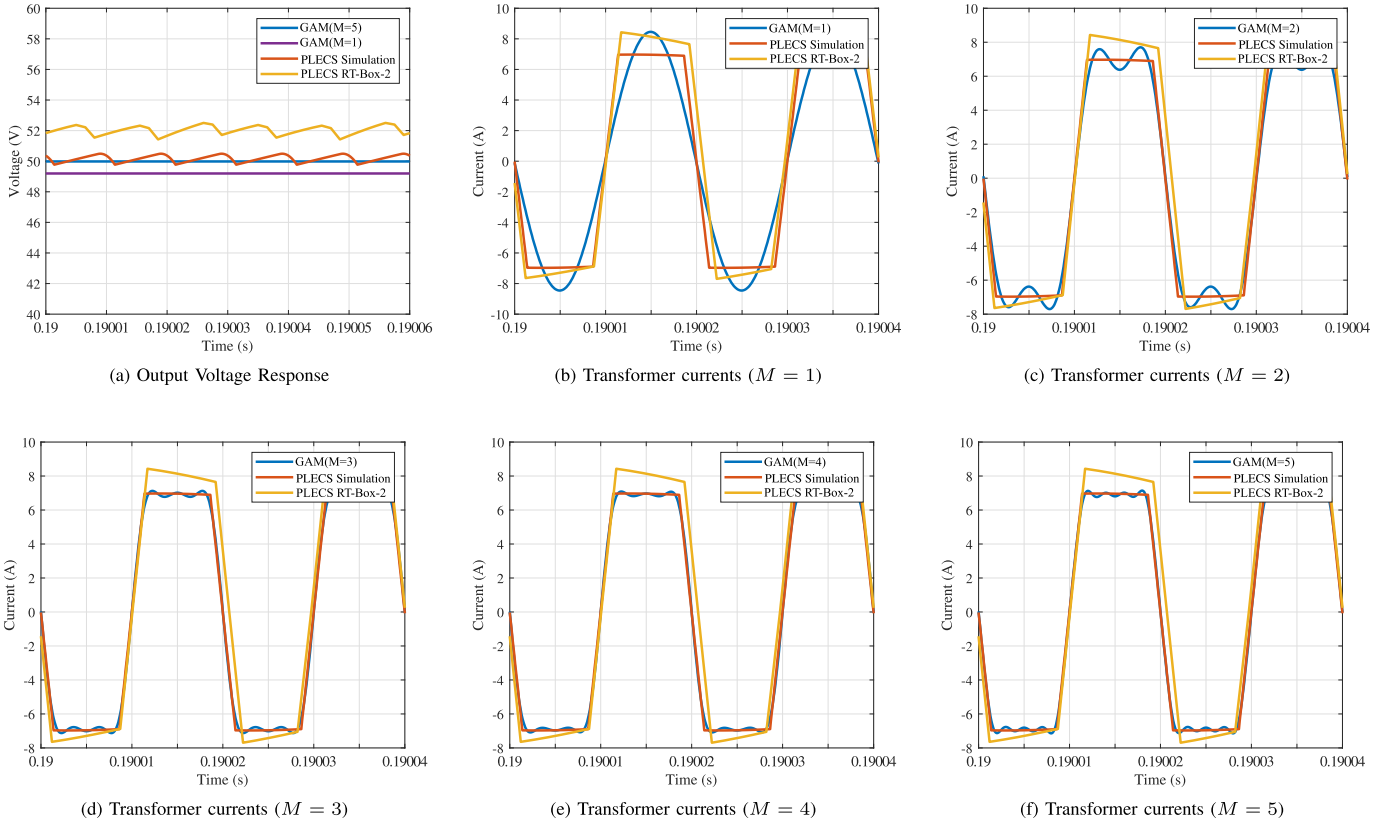 60
58
56
54
52
50
48
46
44
42
40
Voltage (V)
GAM(M=5)
GAM(M=1)
PLECS Simulation
PLECS RT-Box-2
0.19
0.19001
0.19002
0.19003
0.19004
0.19005
0.19006
Time (s)
(a) Output Voltage Response
10
8
6
4
2
0
-2
-4
-6
-8
-10
Current (A)
GAM(M=1)
PLECS Simulation
PLECS RT-Box-2
0.19
0.19001
0.19002
0.19003
0.19004
Time (s)
(b) Transformer currents (M = 1)
10
8
6
4
2
0
-2
-4
-6
-8
Current (A)
GAM(M=2)
PLECS Simulation
PLECS RT-Box-2
0.19
0.19001
0.19002
0.19003
0.19004
Time (s)
(c) Transformer currents (M = 2)
10
8
6
4
2
0
-2
-4
-6
-8
Current (A)
GAM(M=3)
PLECS Simulation
PLECS RT-Box-2
0.19
0.19001
0.19002
0.19003
0.19004
Time (s)
(d) Transformer currents (M = 3)
10
8
6
4
2
0
-2
-4
-6
-8
Current (A)
GAM(M=4)
PLECS Simulation
PLECS RT-Box-2
0.19
0.19001
0.19002
0.19003
0.19004
Time (s)
(e) Transformer currents (M = 4)
10
8
6
4
2
0
-2
-4
-6
-8
Current (A)
GAM(M=5)
PLECS Simulation
PLECS RT-Box-2
0.19
0.19001
0.19002
0.19003
0.19004
Time (s)
(f) Transformer currents (M = 5)